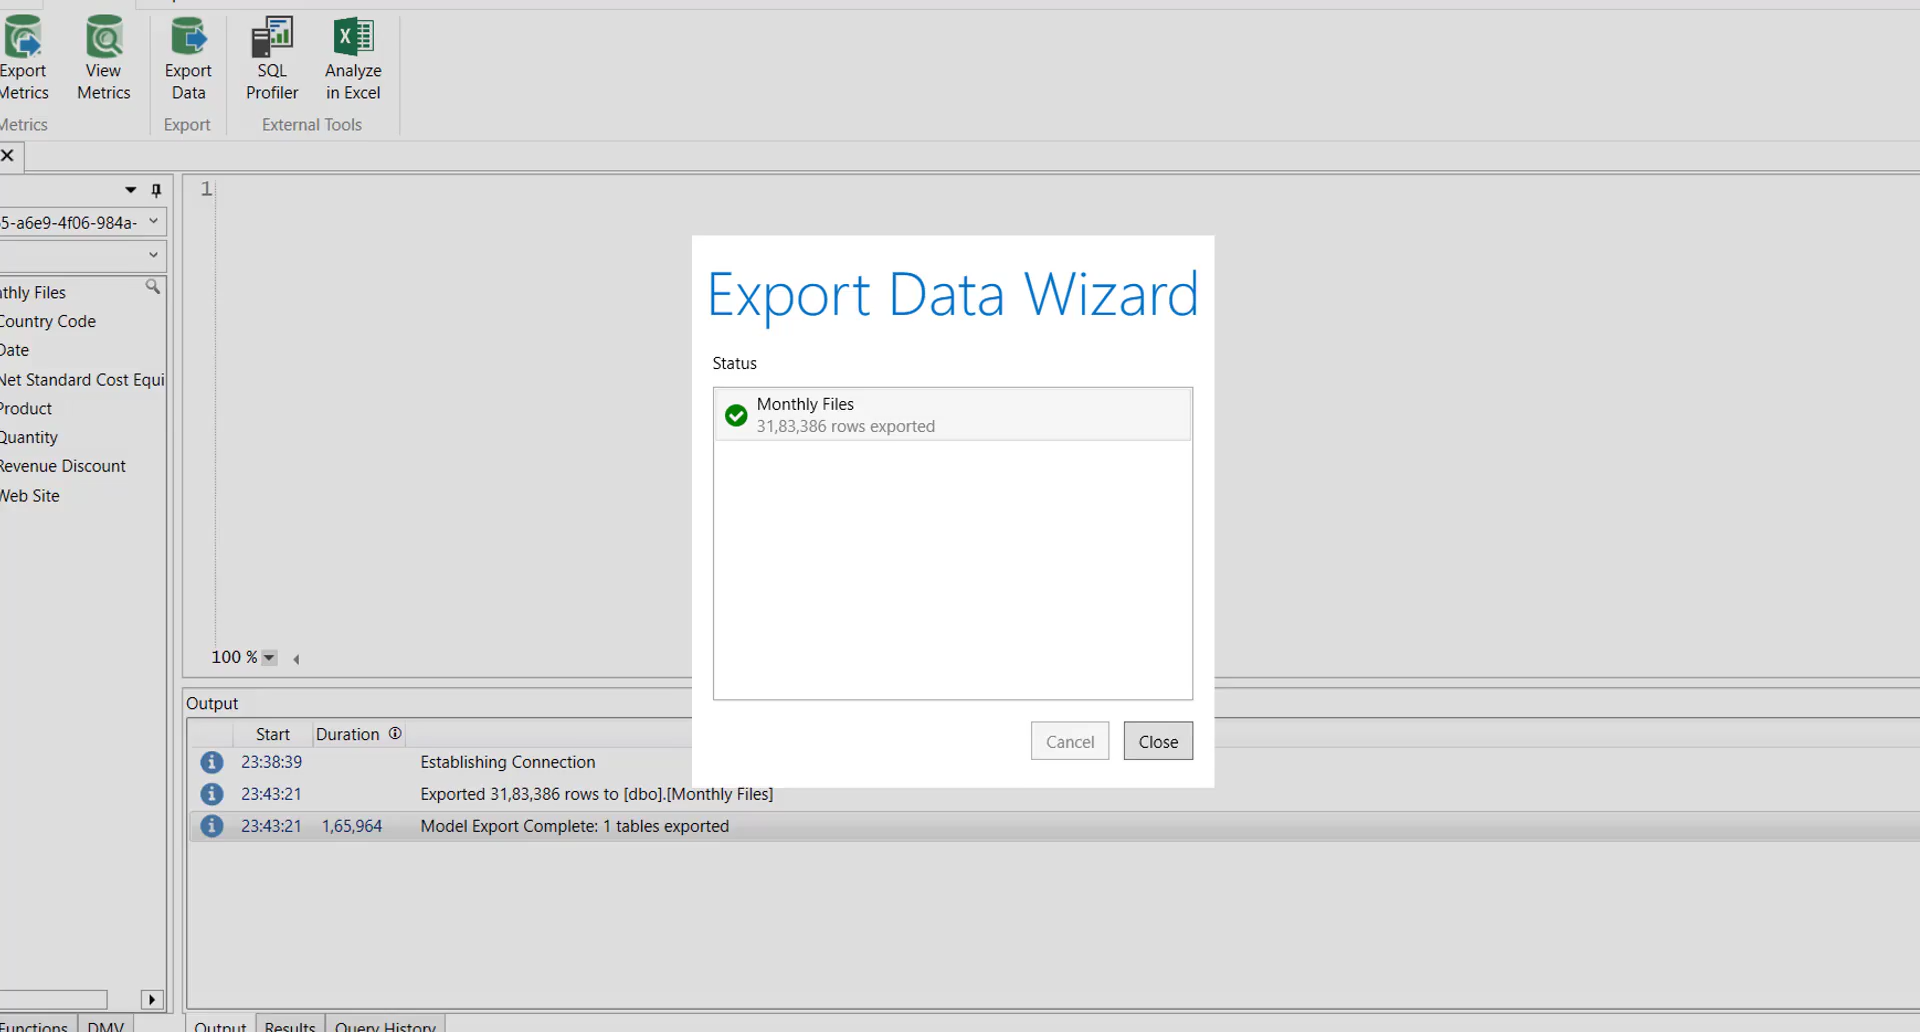 Export
Metrics
View
Metrics
Export
Data
SQL
Profiler
Analyze
in Excel
Metrics
Export
External Tools
5-a6e9-4f06-984a-
1
thly Files
Country Code
Date
Net Standard Cost Equi
Product
Quantity
Revenue Discount
Web Site
100 %
Export Data Wizard
Status
Monthly Files
31,83,386 rows exported
Cancel
Close
Output
Start
Duration
23:38:39
Establishing Connection
23:43:21
Exported 31,83,386 rows to [dbo].[Monthly Files]
23:43:21
1,65,964
Model Export Complete: 1 tables exported
Functions
DMV
Output
Results
Query History